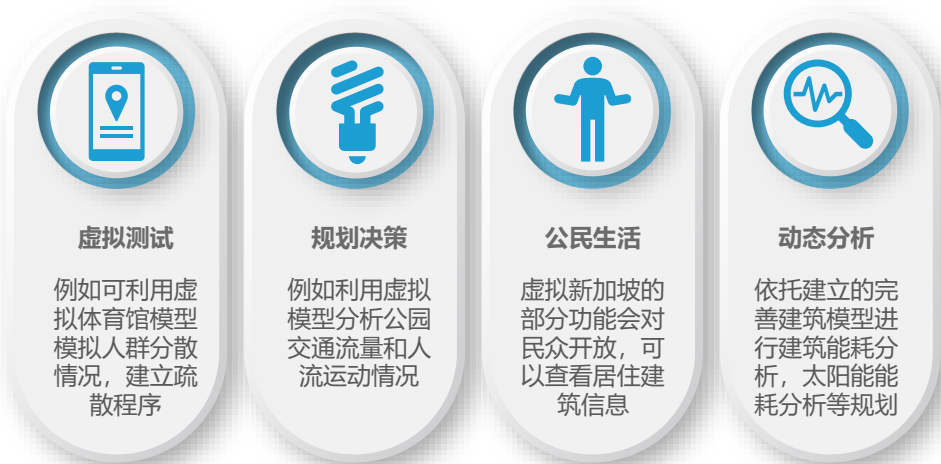 虚拟测试
例如可利用虚
拟体育馆模型
模拟人群分散
情况，建立疏
散程序
规划决策
例如利用虚拟
模型分析公园
交通流量和人
流运动情况
公民生活
虚拟新加坡的
部分功能会对
民众开放，可
以查看居住建
筑信息
动态分析
依托建立的完
善建筑模型进
行建筑能耗分
析，太阳能能
耗分析等规划